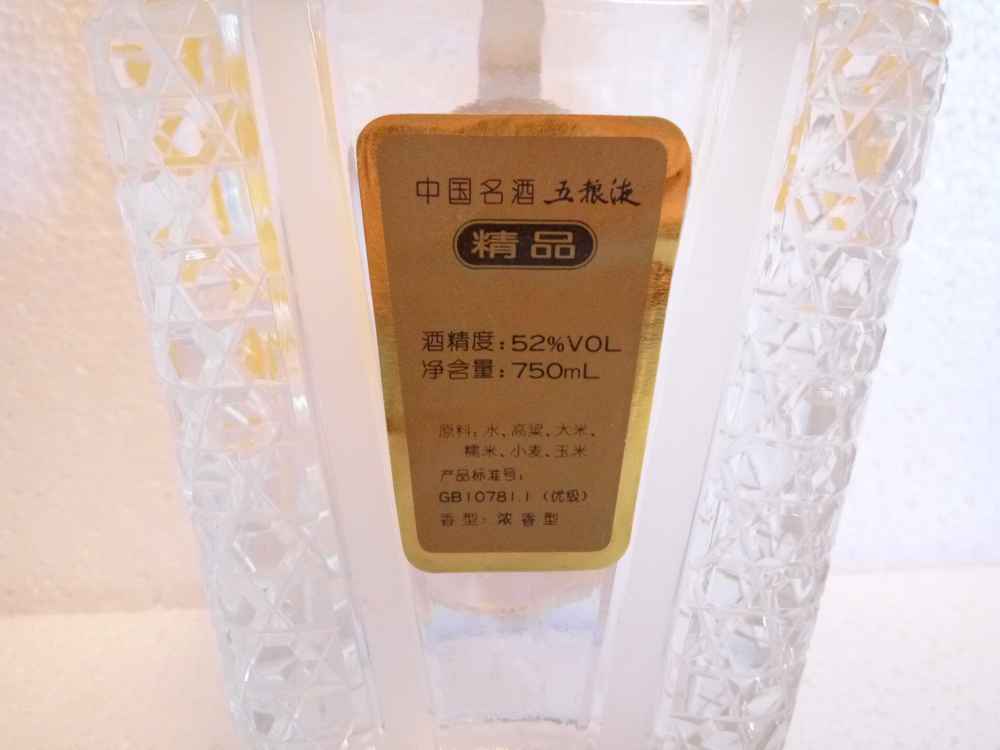 中国名酒 五粮液
精品
酒精度:52%VOL
净含量:750mL
原料:水、高粱、大米、
糯米、小麦、玉米
产品标准号:
GB10781.1(优级)
香型:浓香型